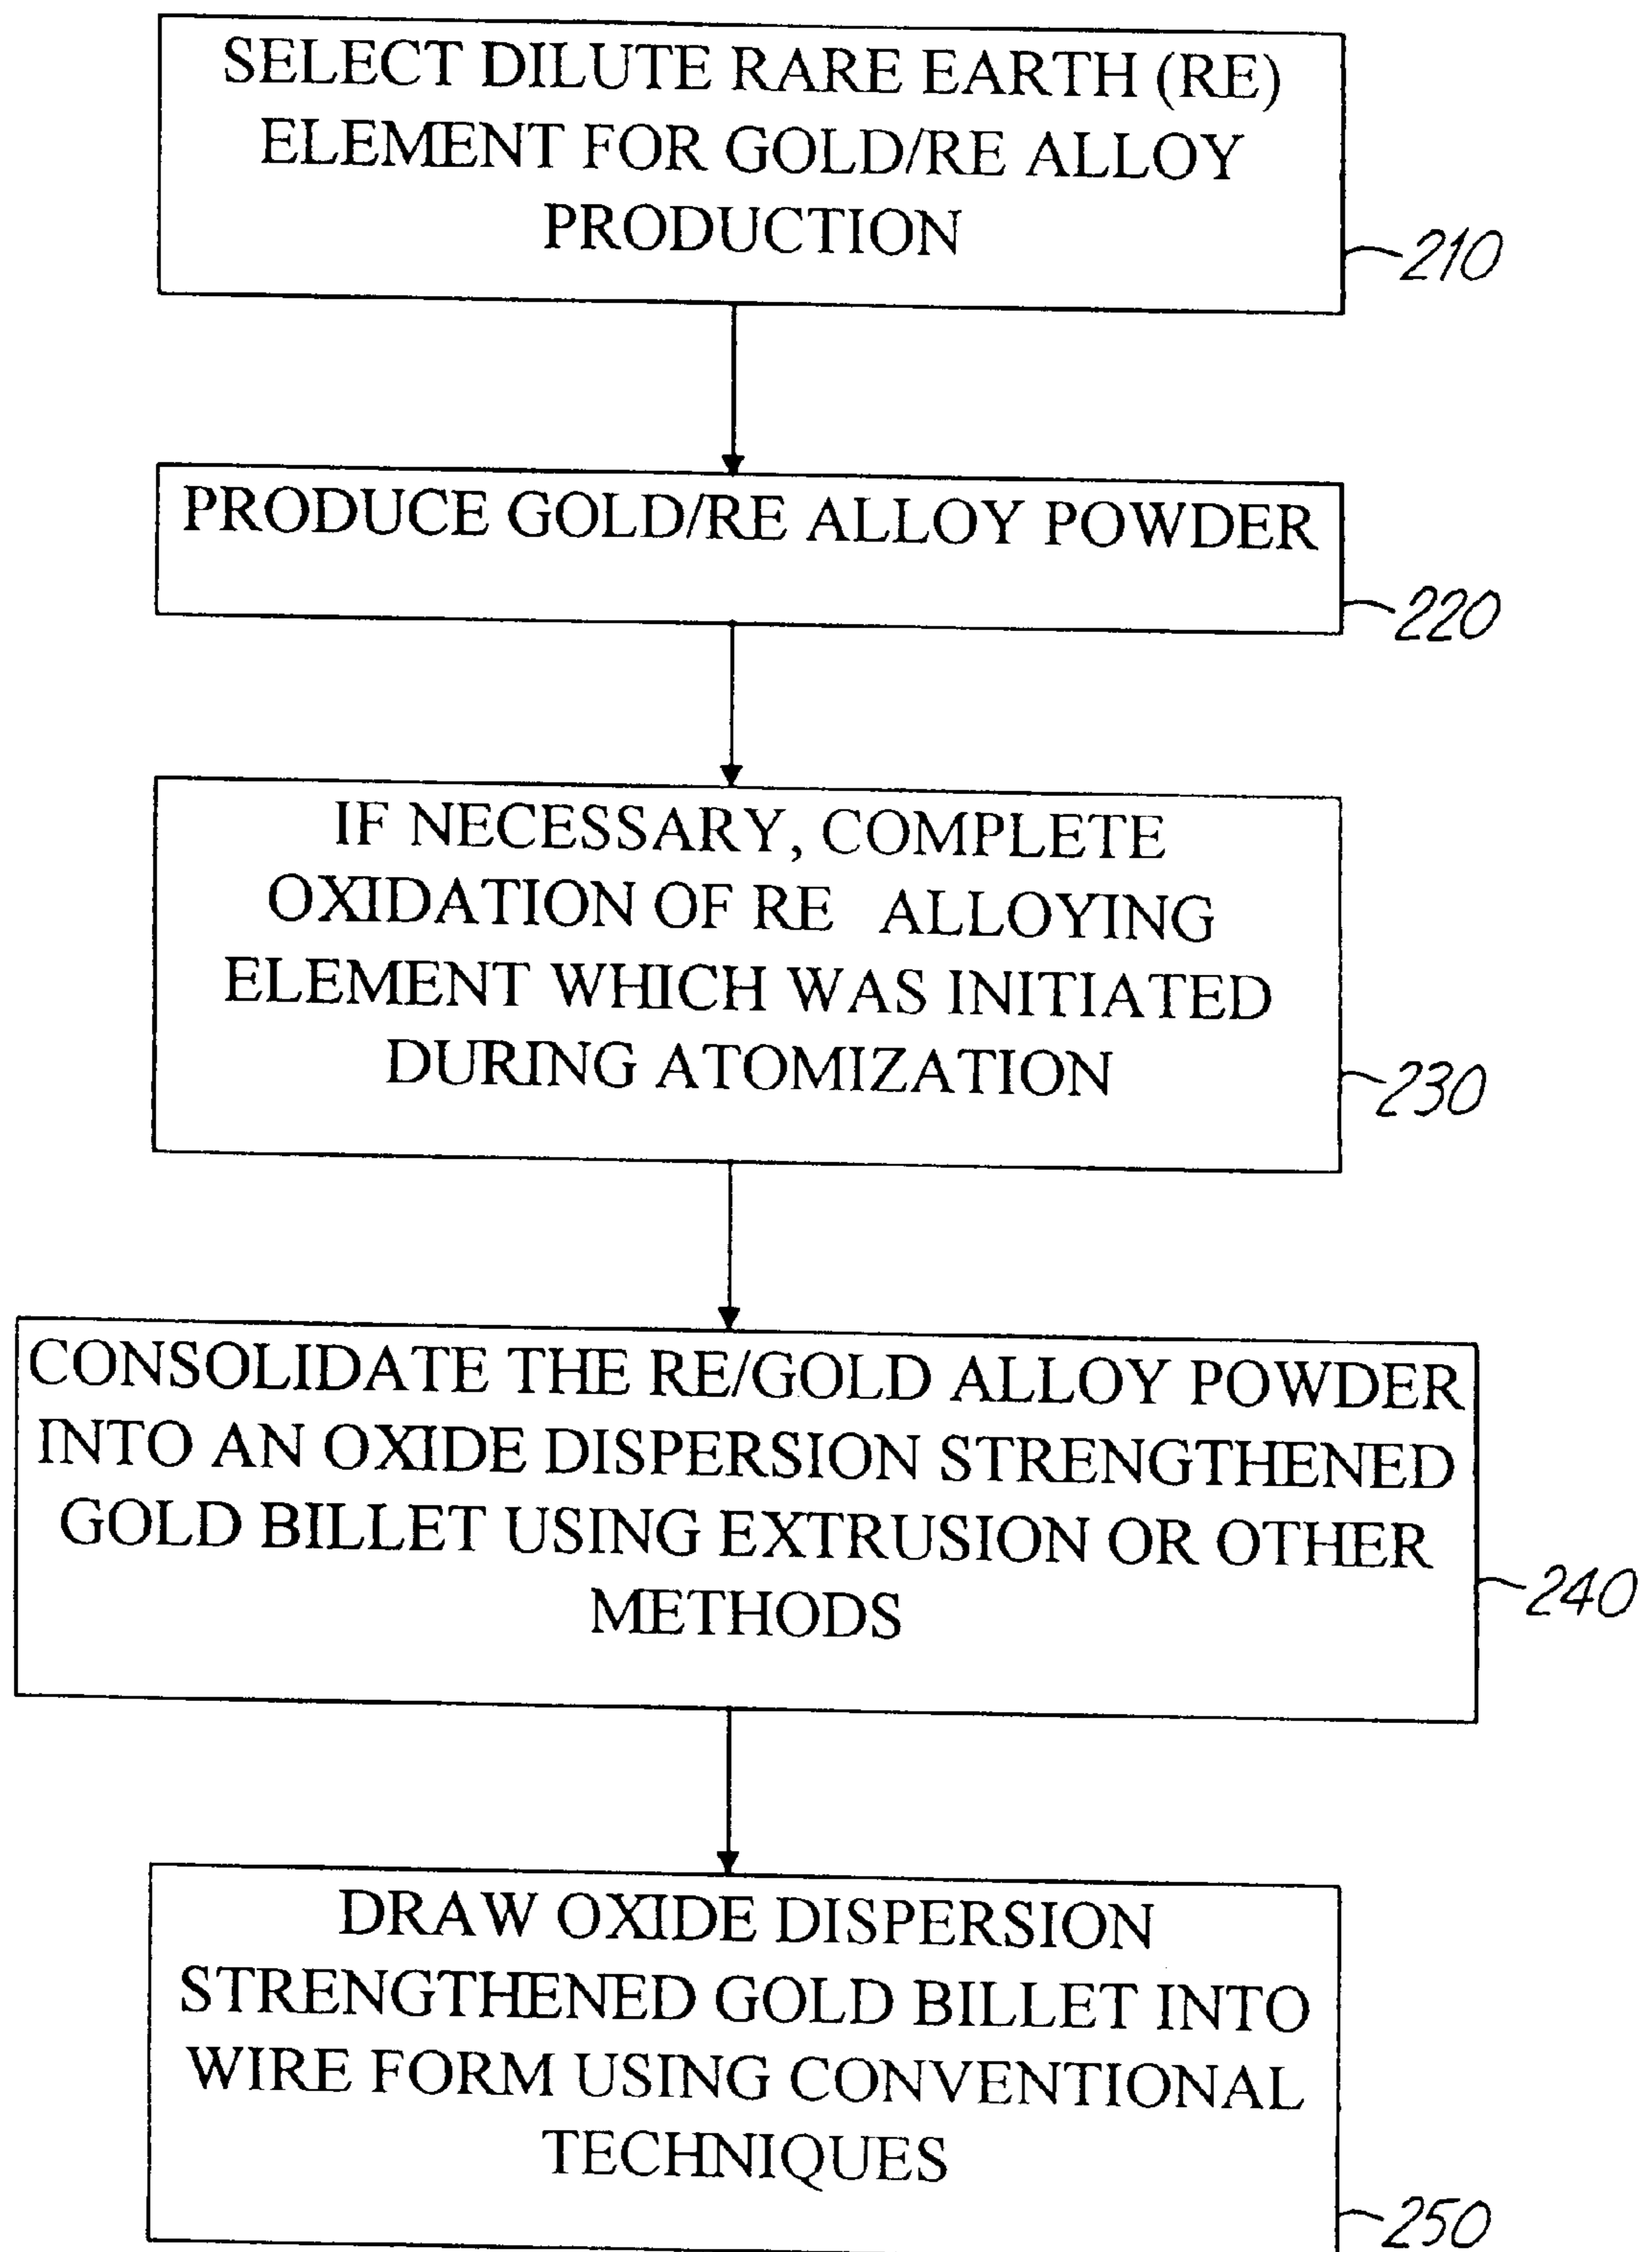 SELECT DILUTE RARE EARTH (RE)
ELEMENT FOR GOLD/RE ALLOY
PRODUCTION
210
PRODUCE GOLD/RE ALLOY POWDER
220
IF NECESSARY, COMPLETE
OXIDATION OF RE ALLOYING
ELEMENT WHICH WAS INITIATED
DURING ATOMIZATION
230
CONSOLIDATE THE RE/GOLD ALLOY POWDER
INTO AN OXIDE DISPERSION STRENGTHENED
GOLD BILLET USING EXTRUSION OR OTHER
METHODS
240
DRAW OXIDE DISPERSION
STRENGTHENED GOLD BILLET INTO
WIRE FORM USING CONVENTIONAL
TECHNIQUES
250